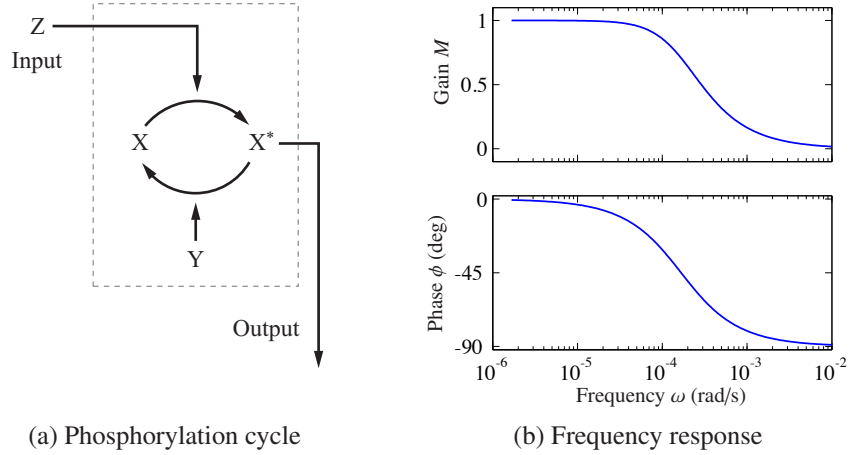 Z
Input
X
X*
Y
Output
(a) Phosphorylation cycle
1
0.5
0
Gain M
0
-45
-90
Phase ϕ (deg)
10^-6
10^-5
10^-4
10^-3
10^-2
Frequency ω (rad/s)
(b) Frequency response